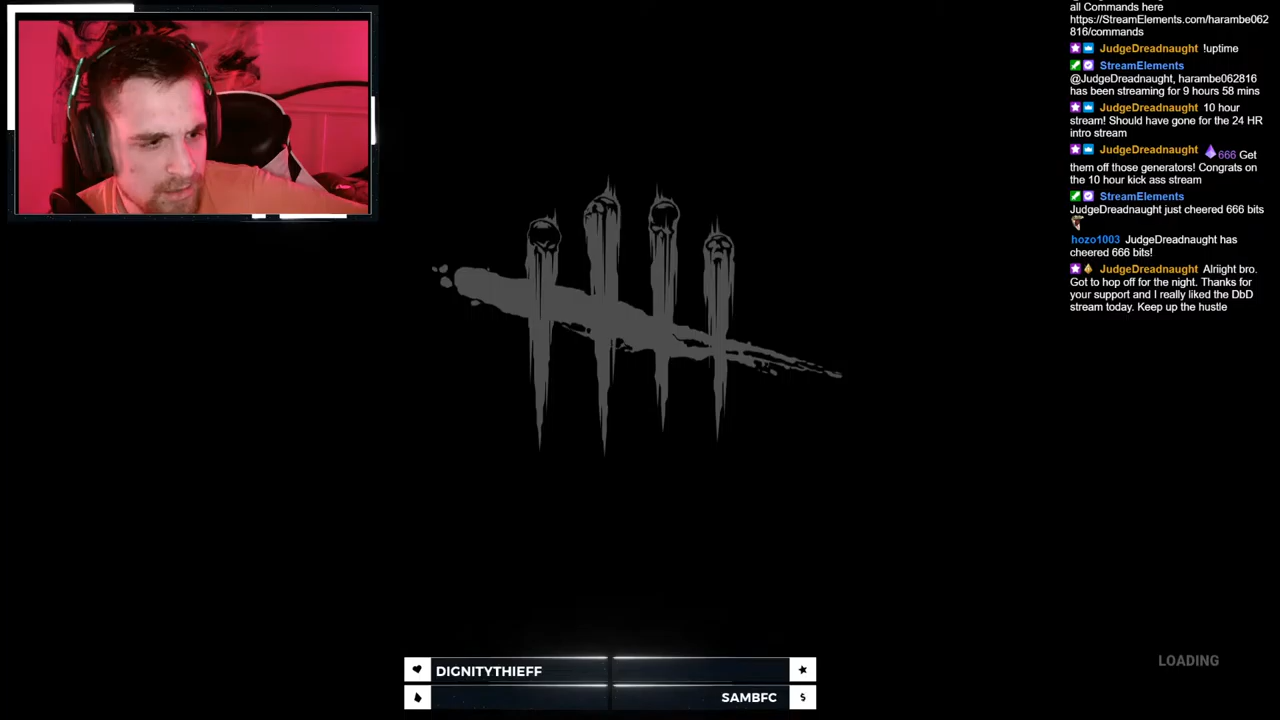 all Commands here
https://StreamElements.com/harambe062
816/commands
JudgeDreadnaught !uptime
StreamElements
@JudgeDreadnaught, harambe062816
has been streaming for 9 hours 58 mins
JudgeDreadnaught 10 hour
stream! Should have gone for the 24 HR
intro stream
JudgeDreadnaught 666 Get
them off those generators! Congrats on
the 10 hour kick ass stream
StreamElements
JudgeDreadnaught just cheered 666 bits
hozo1003 JudgeDreadnaught has
cheered 666 bits!
JudgeDreadnaught Alriight bro.
Got to hop off for the night. Thanks for
your support and I really liked the DbD
stream today. Keep up the hustle
LOADING
DIGNITYTHIEFF
SAMBFC